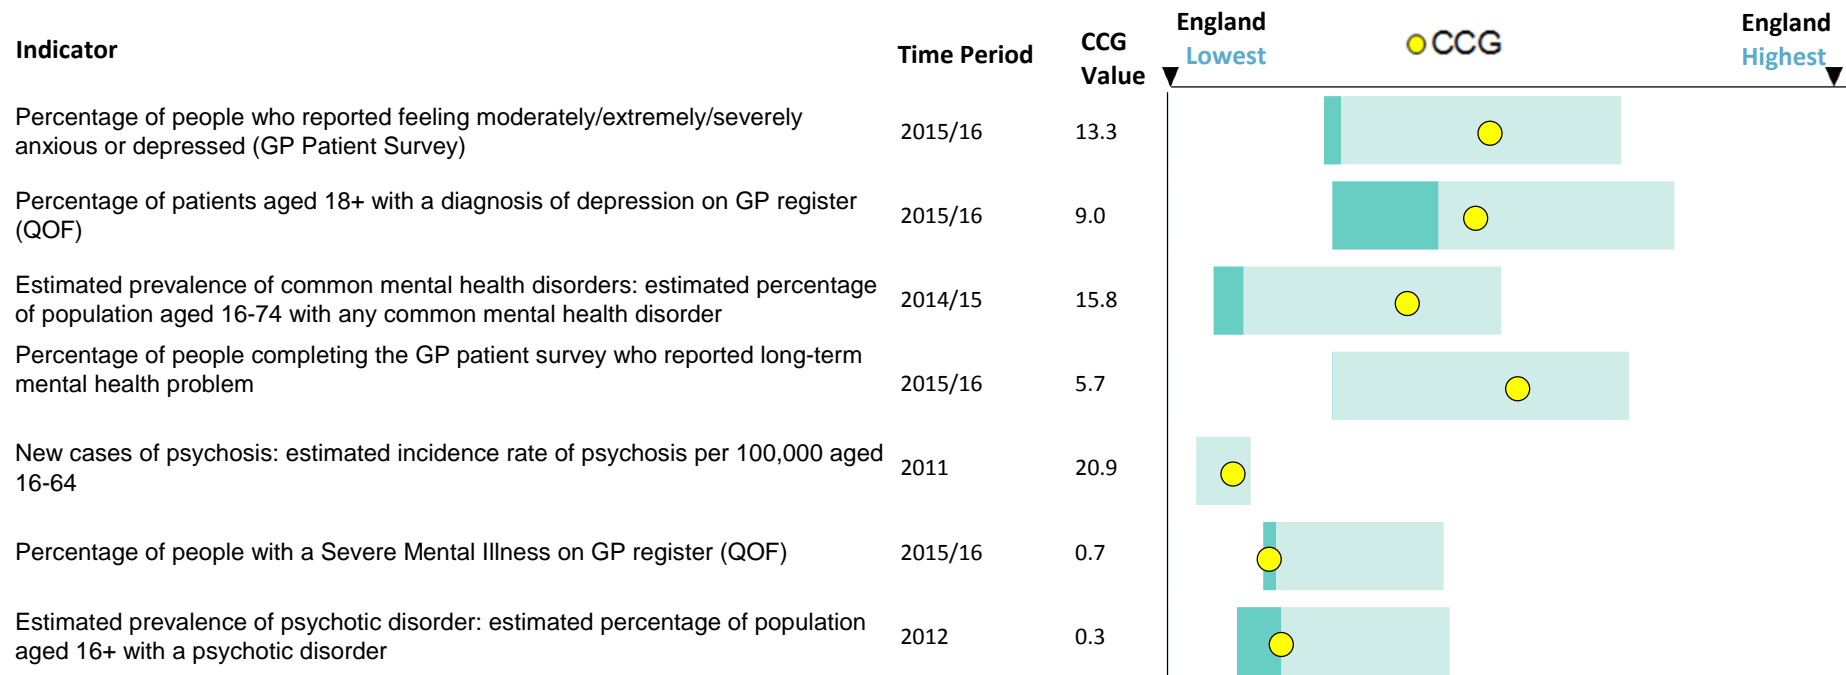 Indicator
Time Period
CCG
Value
England
Lowest
CCG
England
Highest
Percentage of people who reported feeling moderately/extremely/severely
anxious or depressed (GP Patient Survey)
2015/16
13.3
Percentage of patients aged 18+ with a diagnosis of depression on GP register
(QOF)
2015/16
9.0
Estimated prevalence of common mental health disorders: estimated percentage
of population aged 16-74 with any common mental health disorder
2014/15
15.8
Percentage of people completing the GP patient survey who reported long-term
mental health problem
2015/16
5.7
New cases of psychosis: estimated incidence rate of psychosis per 100,000 aged
16-64
2011
20.9
Percentage of people with a Severe Mental Illness on GP register (QOF)
2015/16
0.7
Estimated prevalence of psychotic disorder: estimated percentage of population
aged 16+ with a psychotic disorder
2012
0.3